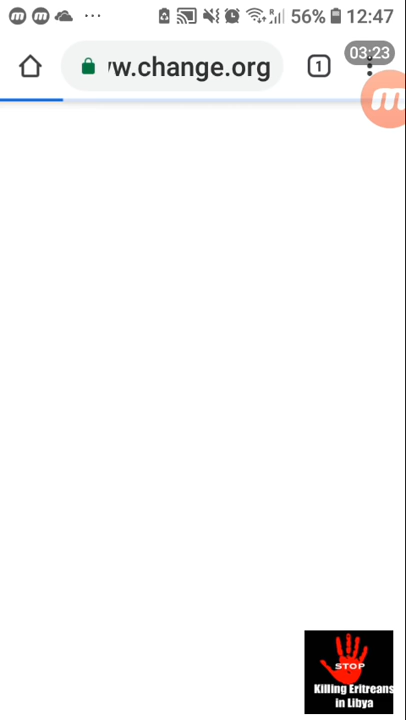 56% 12:47
03:23
w.change.org
1
STOP
Killing Eritreans
in Libya